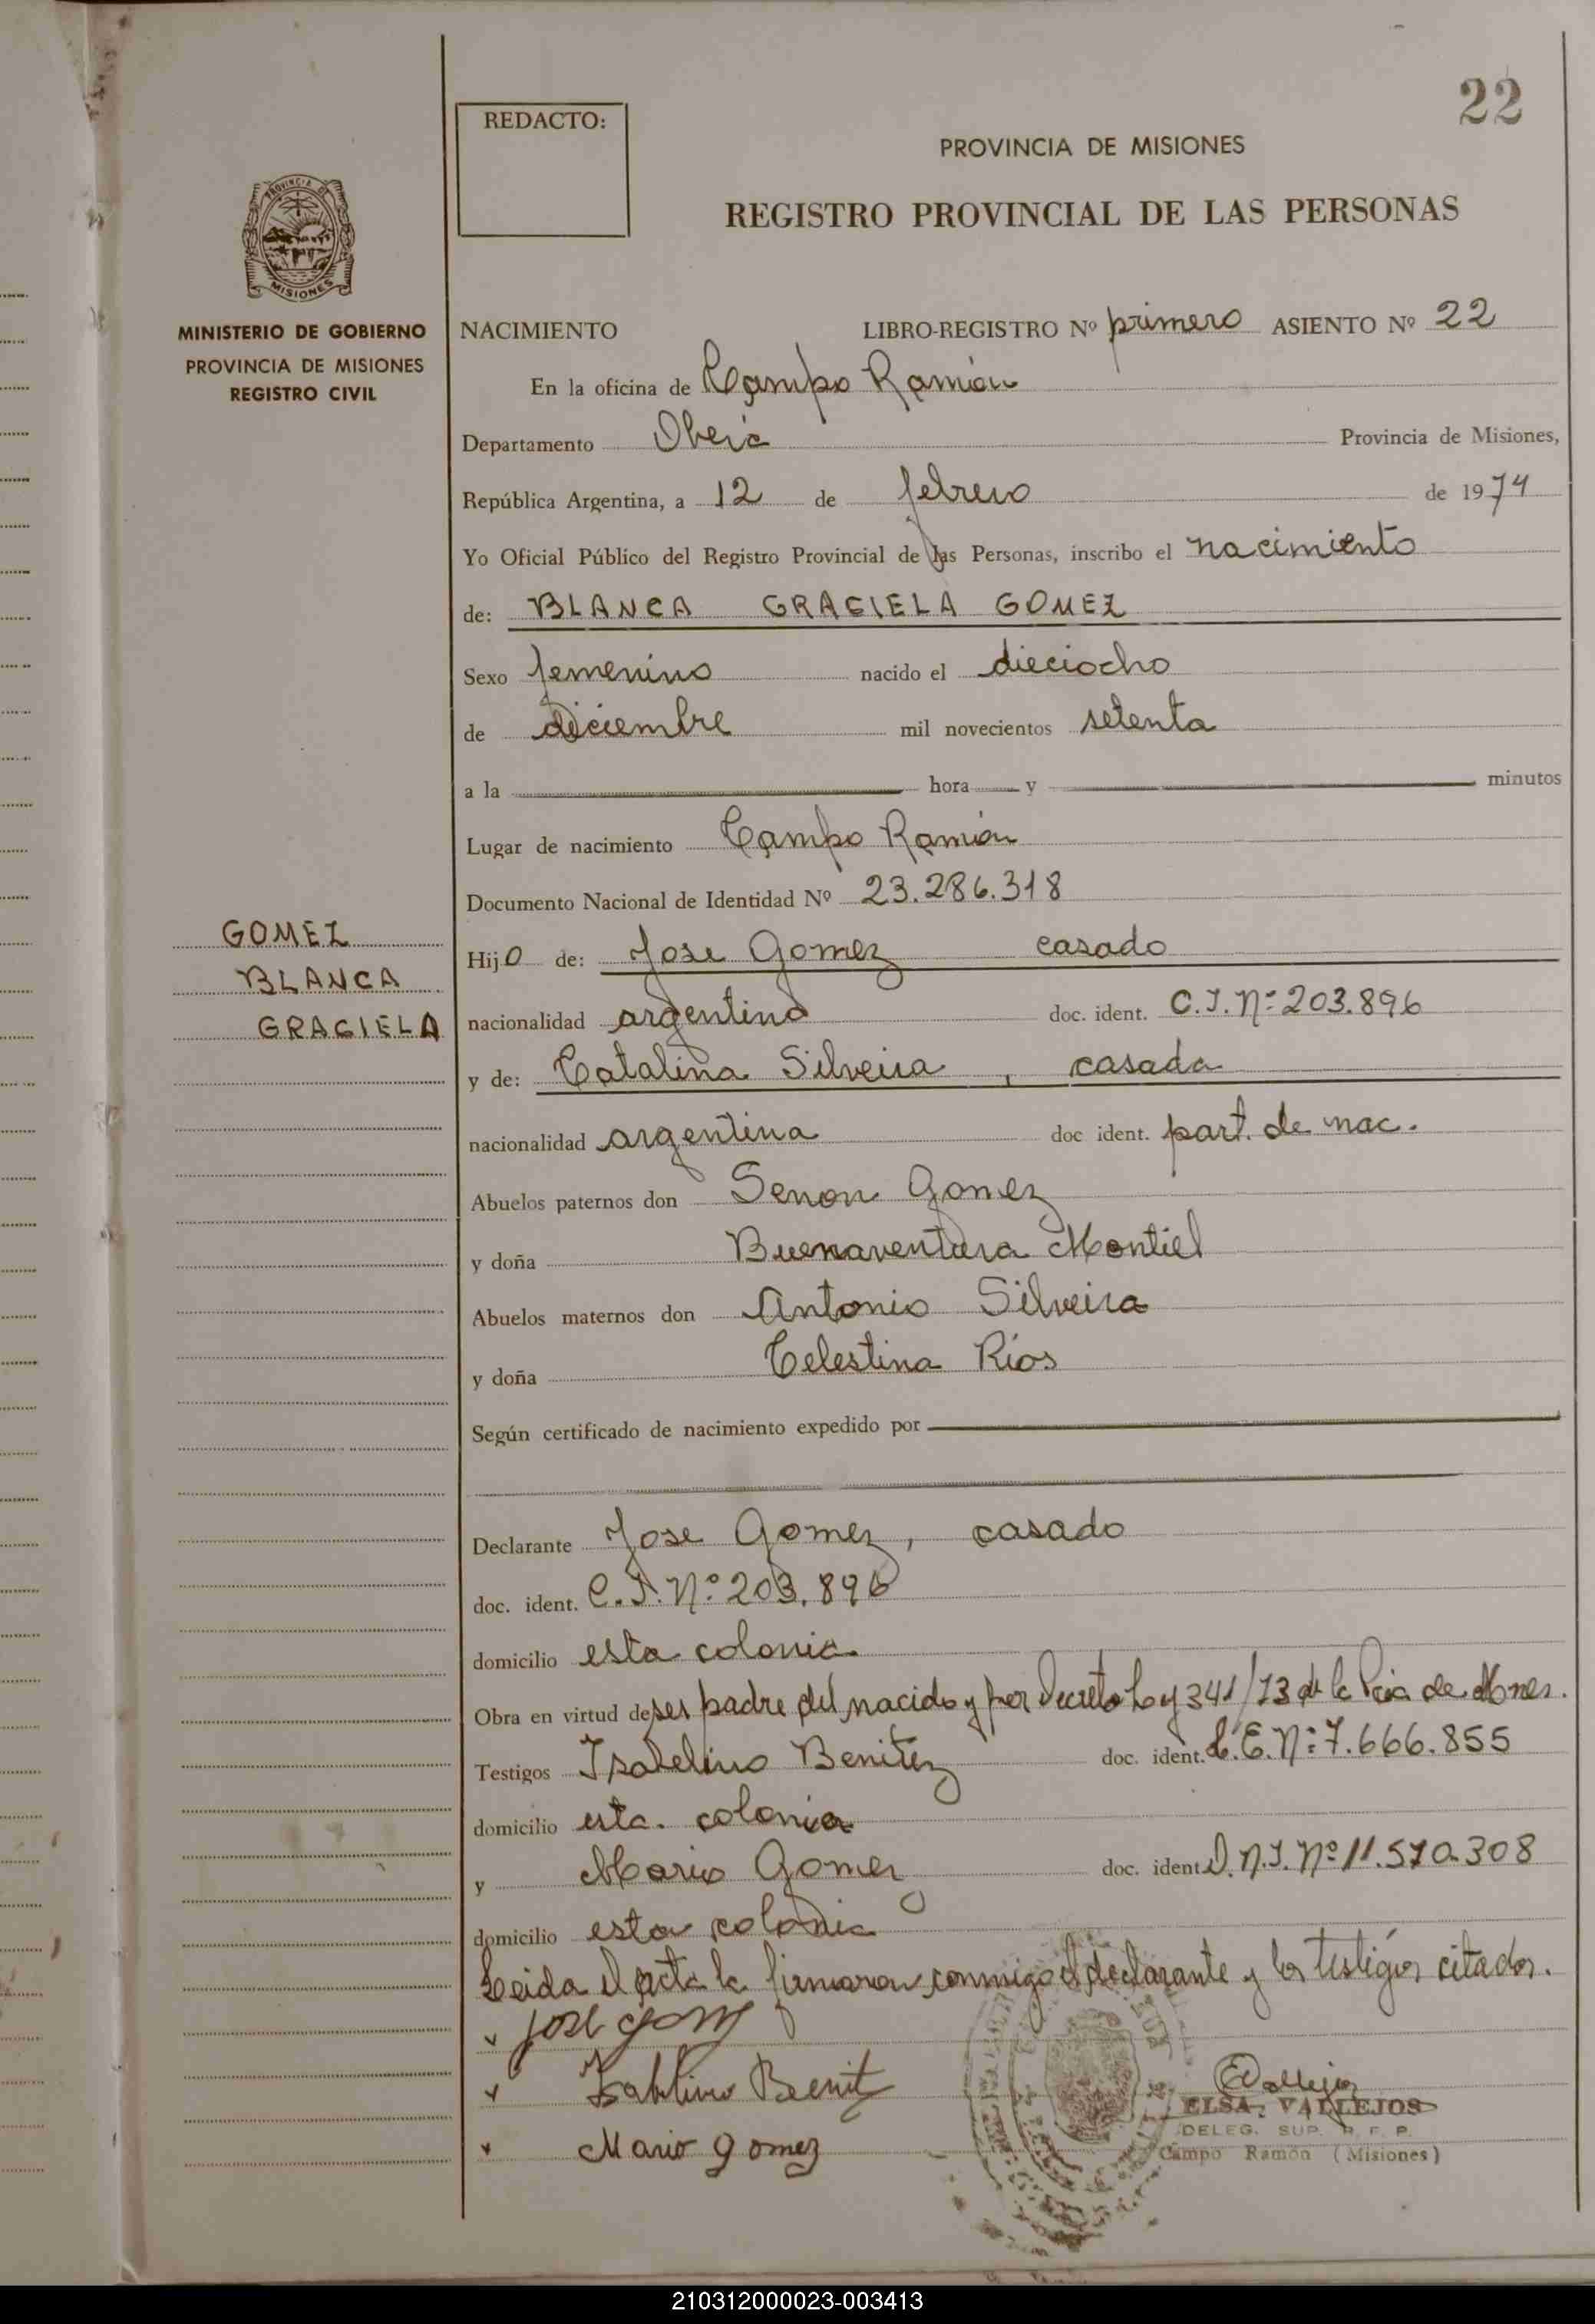 22
REDACTO:
PROVINCIA DE MISIONES
REGISTRO PROVINCIAL DE LAS PERSONAS
PROVINCIA DE
MISIONES
MINISTERIO DE GOBIERNO
PROVINCIA DE MISIONES
REGISTRO CIVIL
NACIMIENTO LIBRO-REGISTRO Nº primero ASIENTO Nº 22
En la oficina de Campo Ramón
Departamento Oberá Provincia de Misiones,
República Argentina, a 12 de febrero de 1974
Yo Oficial Público del Registro Provincial de las Personas, inscribo el nacimiento
de: BLANCA GRACIELA GOMEZ
Sexo femenino nacido el dieciocho
de diciembre mil novecientos setenta
a la hora y minutos
Lugar de nacimiento Campo Ramón
Documento Nacional de Identidad Nº 23.286.318
GOMEZ
BLANCA
GRACIELA
Hijo de: Jose Gomez casado
nacionalidad argentino doc. ident. C.I. Nº 203.896
y de: Catalina Silveira, casada
nacionalidad argentina doc ident. part. de nac.
Abuelos paternos don Senon Gomez
y doña Buenaventura Montiel
Abuelos maternos don Antonio Silveira
y doña Celestina Ríos
Según certificado de nacimiento expedido por
Declarante Jose Gomez, casado
doc. ident. C.I. Nº 203.896
domicilio esta colonia
Obra en virtud de ser padre del nacido y por Decreto Ley 341/73 de la Pcia de Mnes.
Testigos Isabelino Benitez doc. ident. L.E. Nº 7.666.855
domicilio esta colonia
y Mario Gomez doc. ident D.N.I. Nº 11.570.308
domicilio esta colonia
Leida el acta la firmaron conmigo el declarante y los testigos citados.
Jose Gomez
Isabelino Benitez
Mario Gomez
EVallejos
ELSA VALLEJOS
DELEG. SUP. R. P. P.
Campo Ramón (Misiones)
210312000023-003413